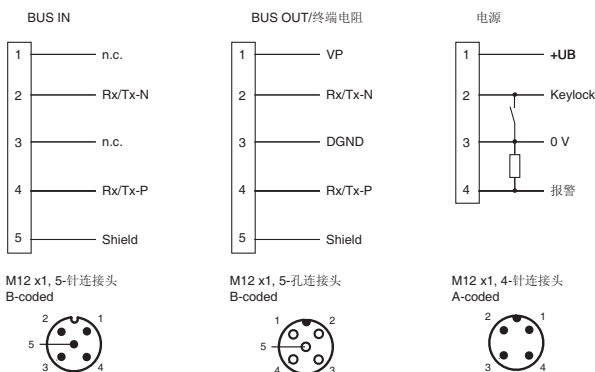 BUS IN
1 n.c.
2 Rx/Tx-N
3 n.c.
4 Rx/Tx-P
5 Shield
M12 x1, 5-针连接头
B-coded
2 1
5
3 4
BUS OUT/终端电阻
1 VP
2 Rx/Tx-N
3 DGND
4 Rx/Tx-P
5 Shield
M12 x1, 5-孔连接头
B-coded
1 2
5
4 3
电源
1 +UB
2 Keylock
3 0 V
4 报警
M12 x1, 4-针连接头
A-coded
2 1
3 4